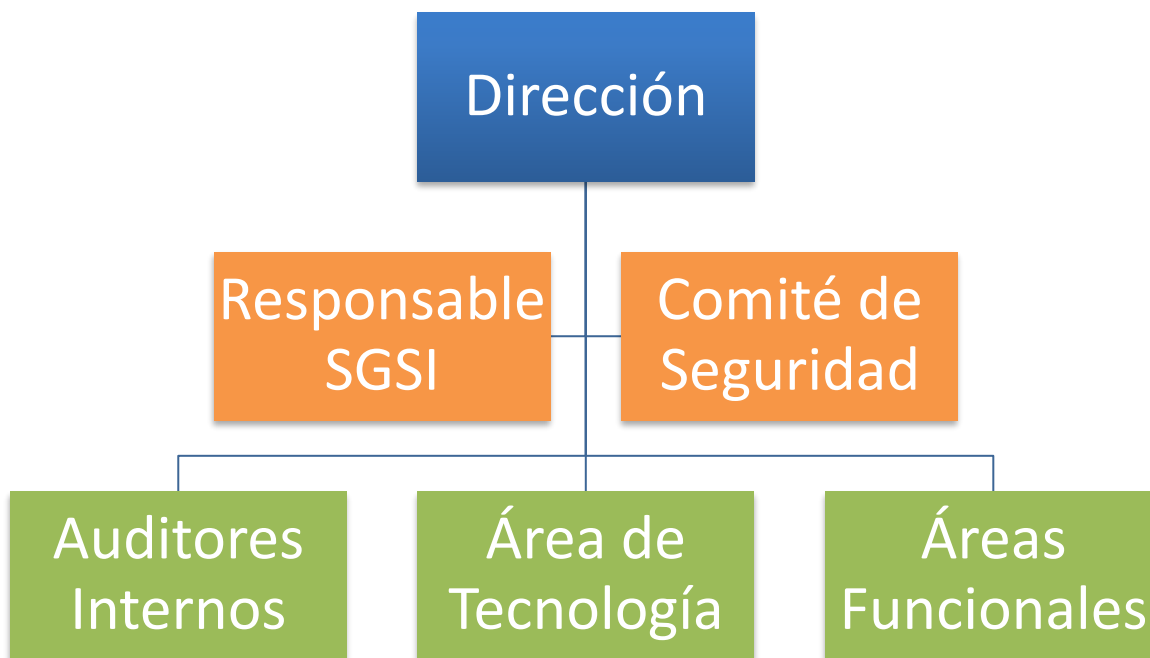 Dirección
Responsable
SGSI
Comité de
Seguridad
Auditores
Internos
Área de
Tecnología
Áreas
Funcionales